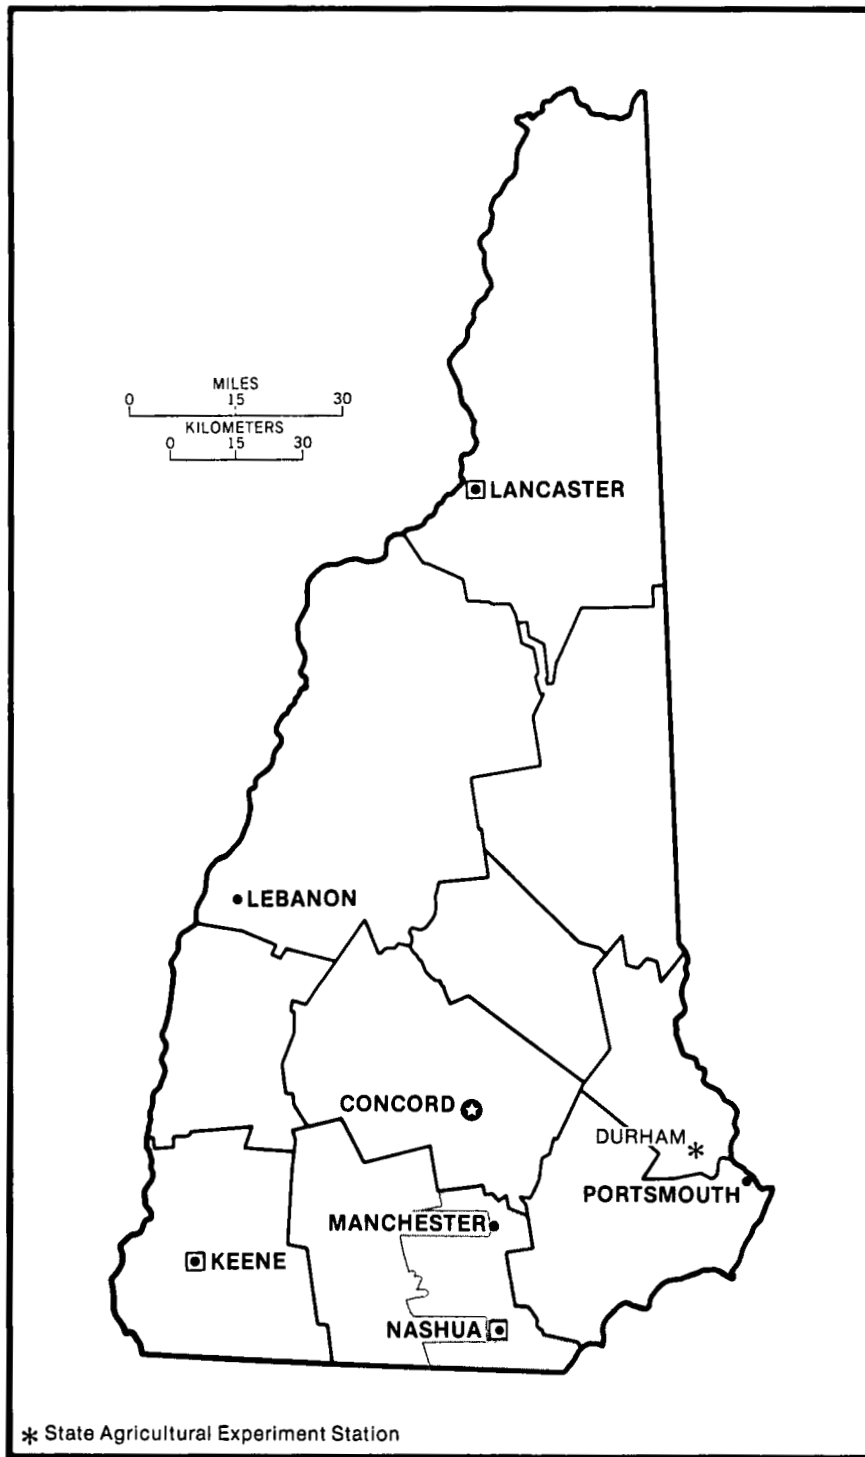 MILES
0 15 30
KILOMETERS
0 15 30
LANCASTER
LEBANON
CONCORD
DURHAM
PORTSMOUTH
MANCHESTER
KEENE
NASHUA
* State Agricultural Experiment Station